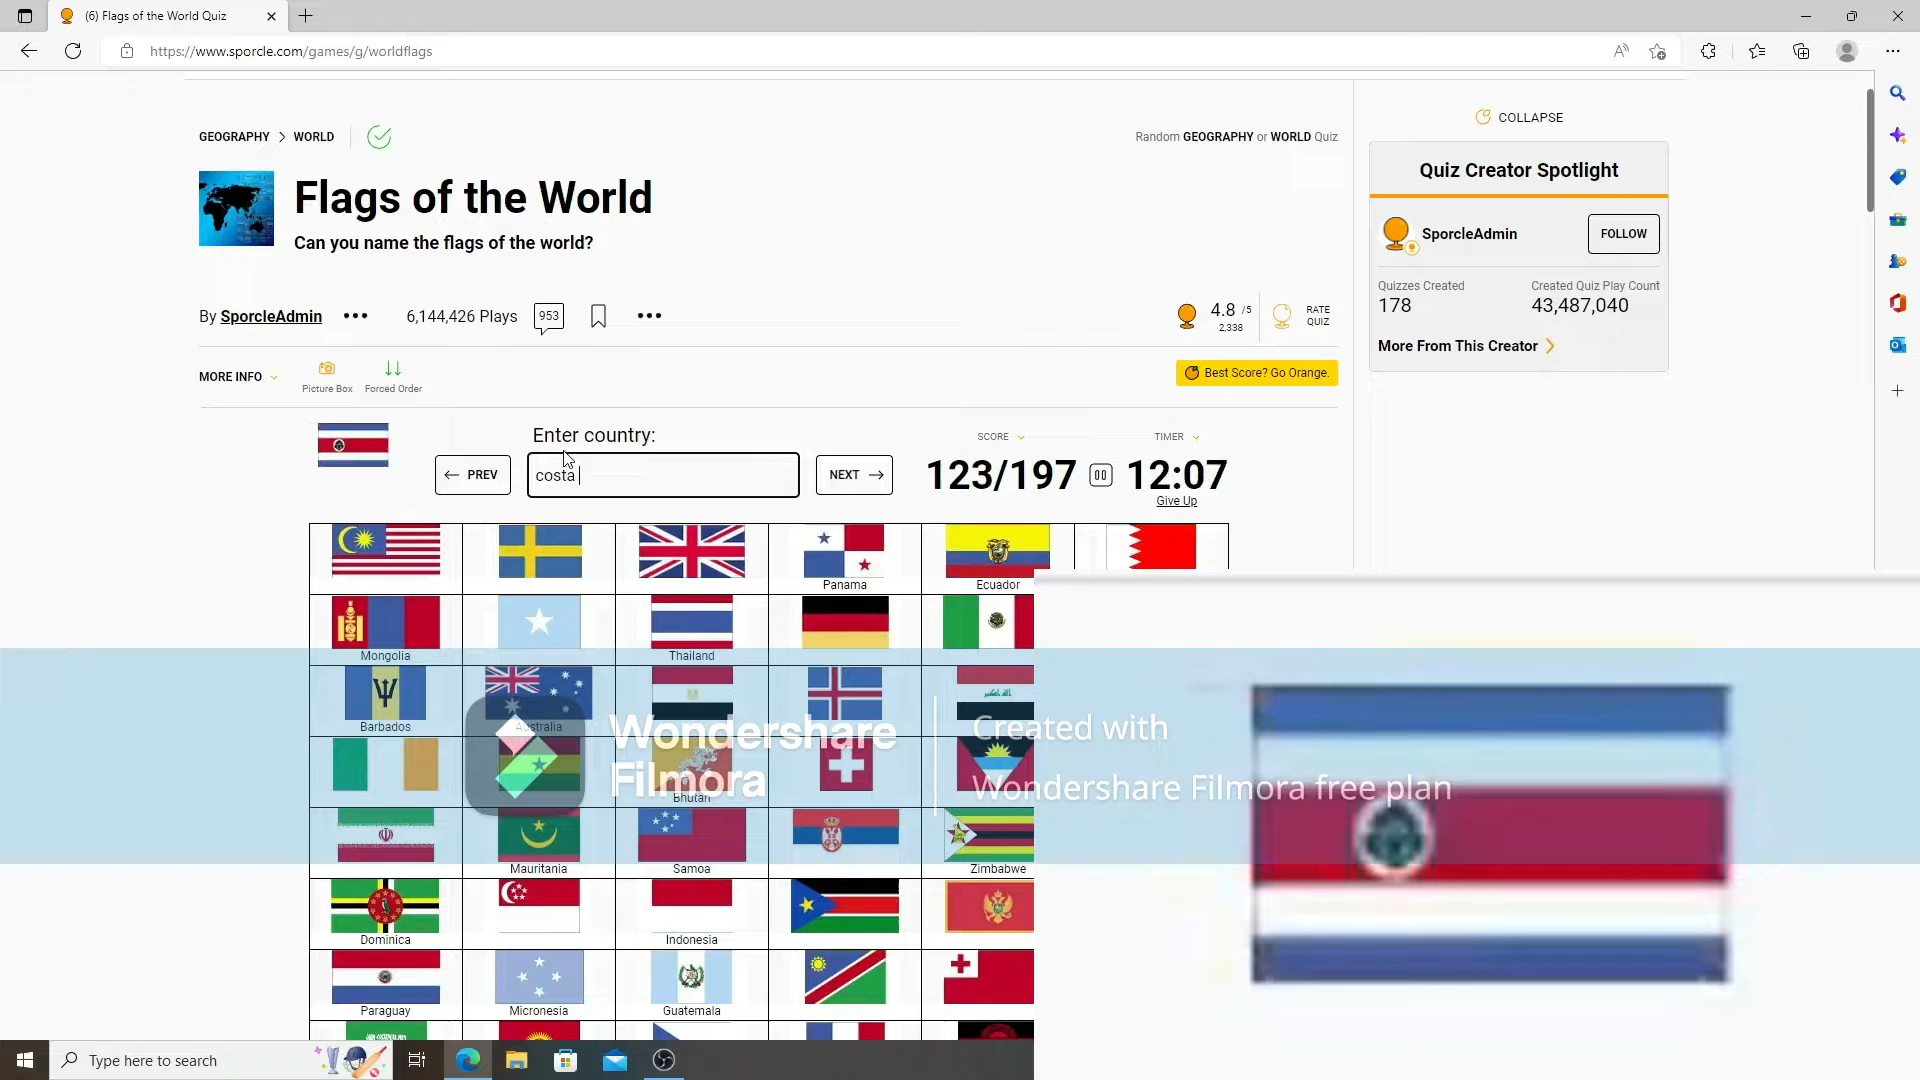 (6) Flags of the World Quiz
https://www.sporcle.com/games/g/worldflags
COLLAPSE
GEOGRAPHY > WORLD
Random GEOGRAPHY or WORLD Quiz
Quiz Creator Spotlight
Flags of the World
Can you name the flags of the world?
SporcleAdmin
FOLLOW
Quizzes Created
Created Quiz Play Count
178
43,487,040
By SporcleAdmin
6,144,426 Plays
953
4.8 /5
2,338
RATE
QUIZ
More From This Creator
MORE INFO
Picture Box
Forced Order
Best Score? Go Orange.
Enter country:
SCORE
TIMER
PREV
costa
NEXT
123/197
12:07
Give Up
Panama
Ecuador
Mongolia
Thailand
Barbados
Australia
Wondershare
Filmora
Created with
Wondershare Filmora free plan
Bhutan
Mauritania
Samoa
Zimbabwe
Dominica
Indonesia
Paraguay
Micronesia
Guatemala
Type here to search